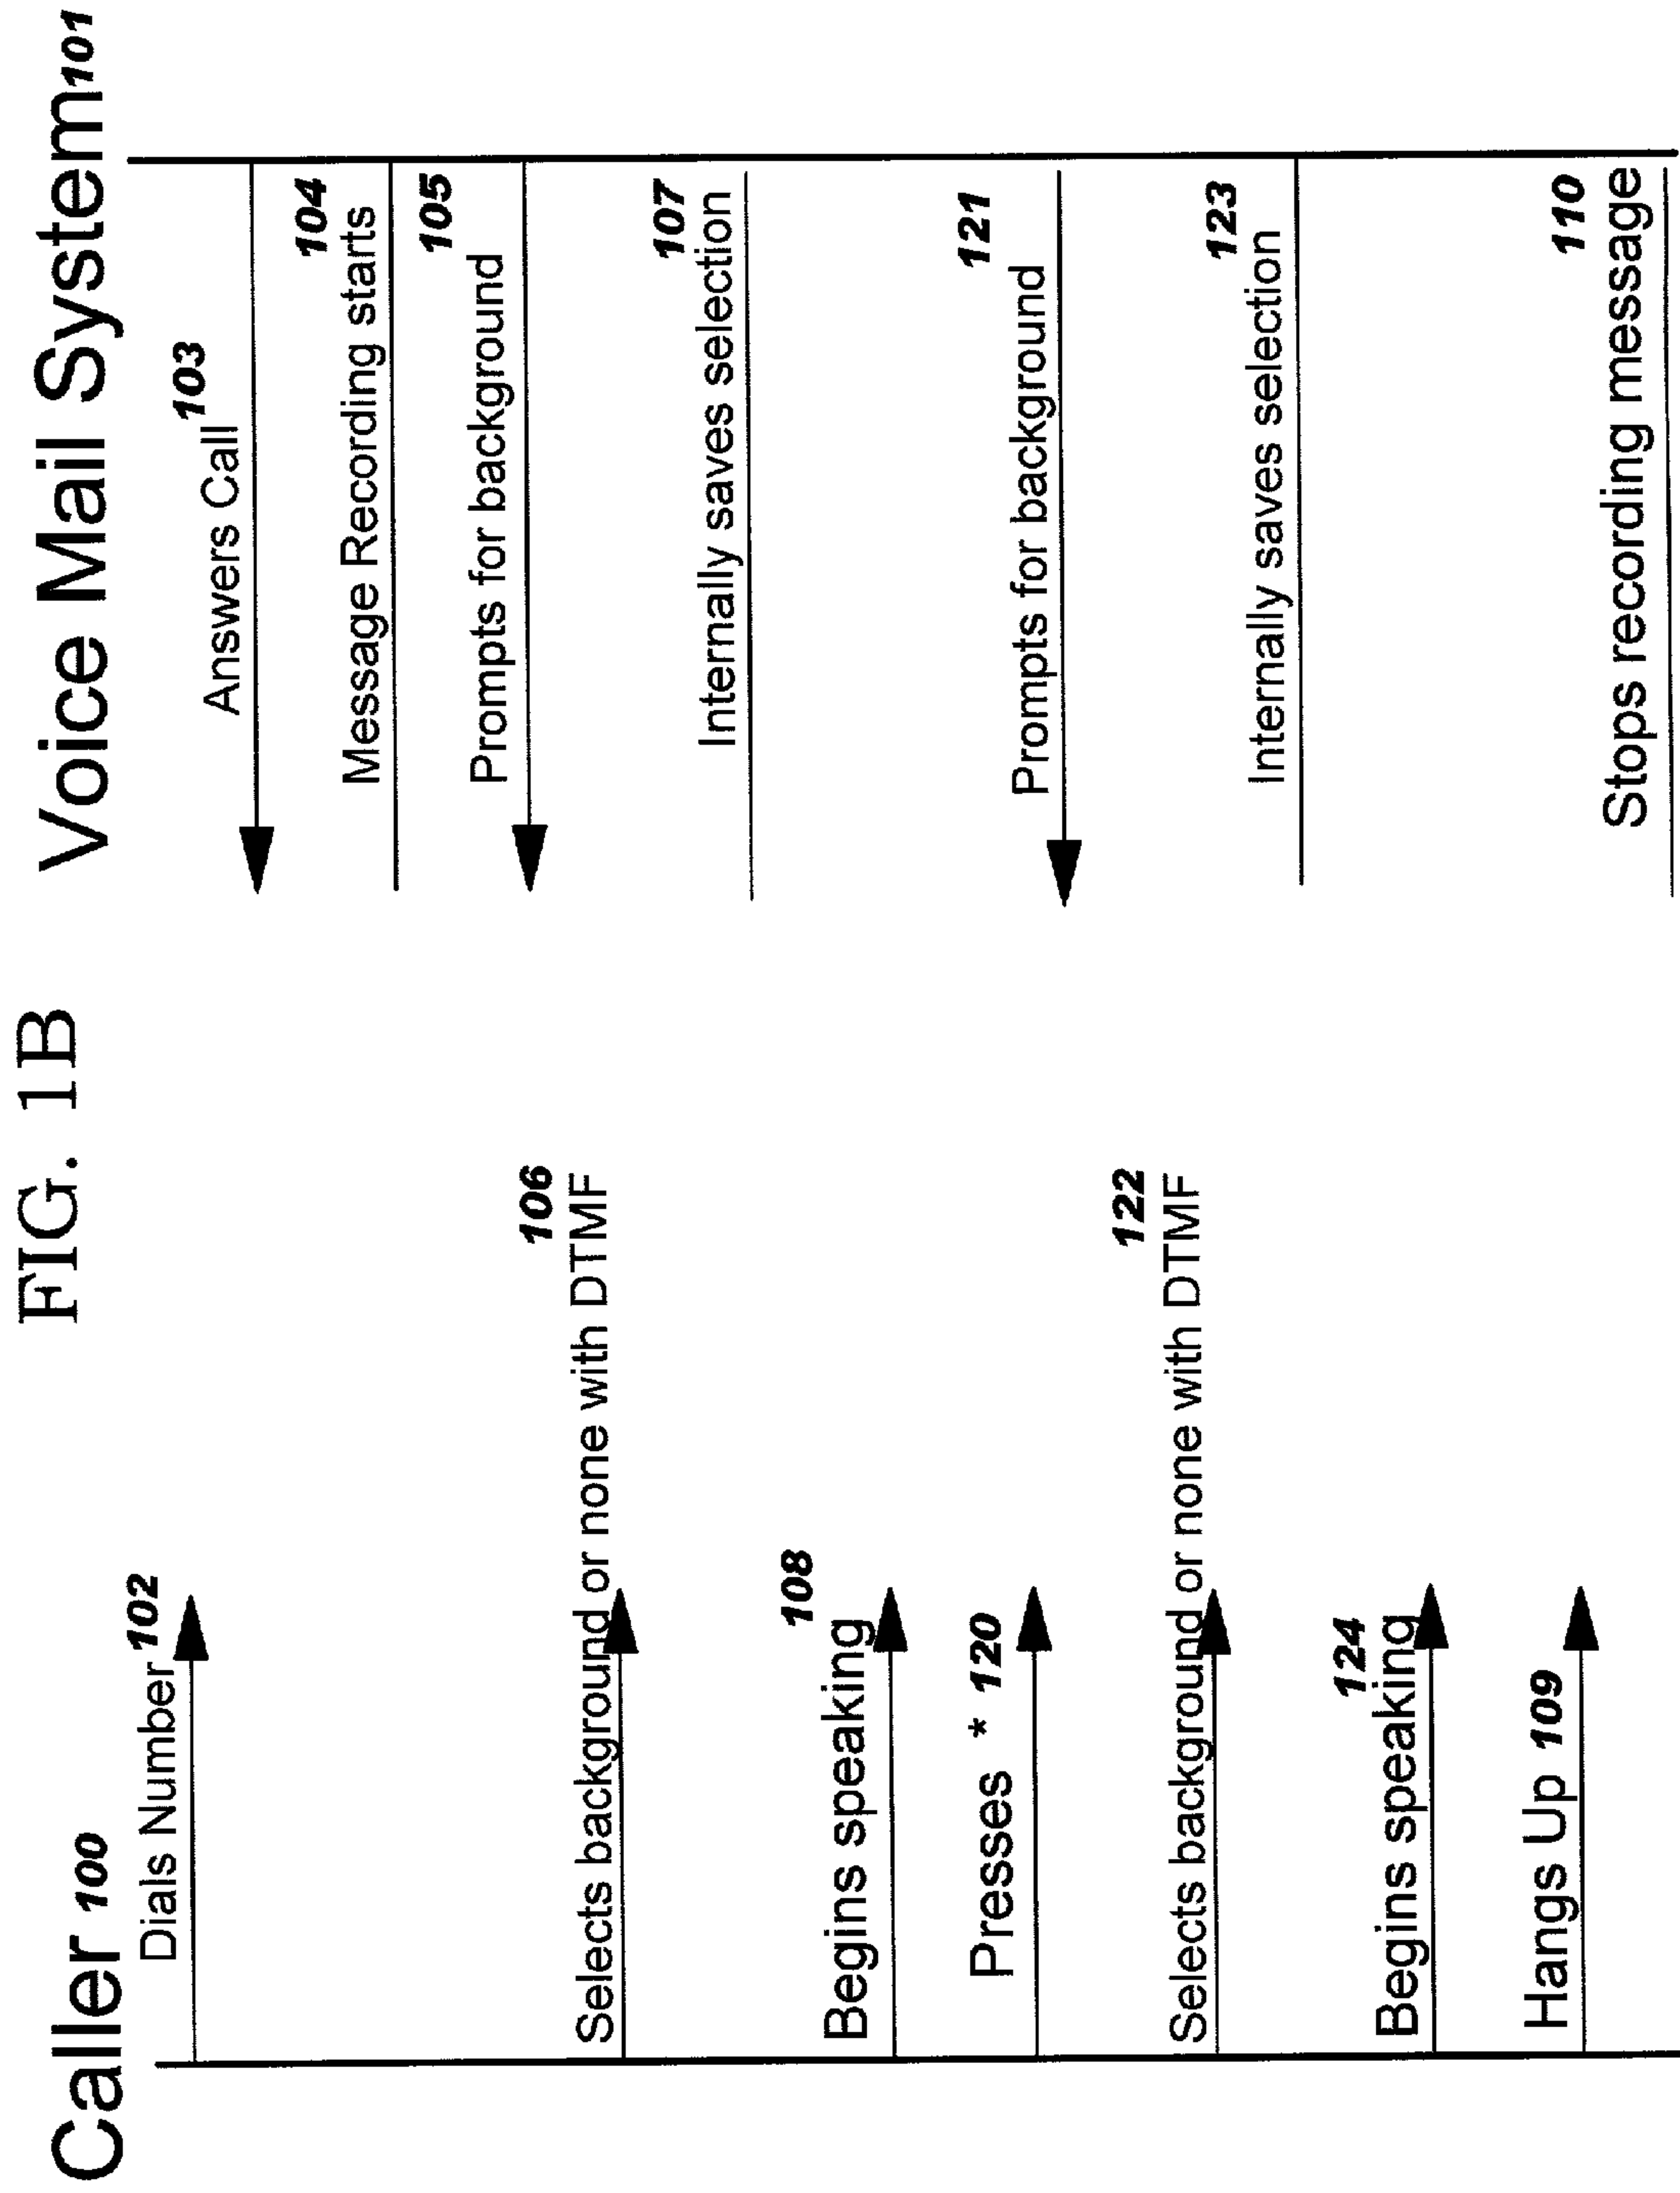 FIG. 1B
Caller 100
Voice Mail System 101
Dials Number 102
Answers Call 103
104
Message Recording starts
105
Prompts for background
106
Selects background or none with DTMF
107
Internally saves selection
108
Begins speaking
Presses * 120
121
Prompts for background
122
Selects background or none with DTMF
123
Internally saves selection
124
Begins speaking
Hangs Up 109
110
Stops recording message